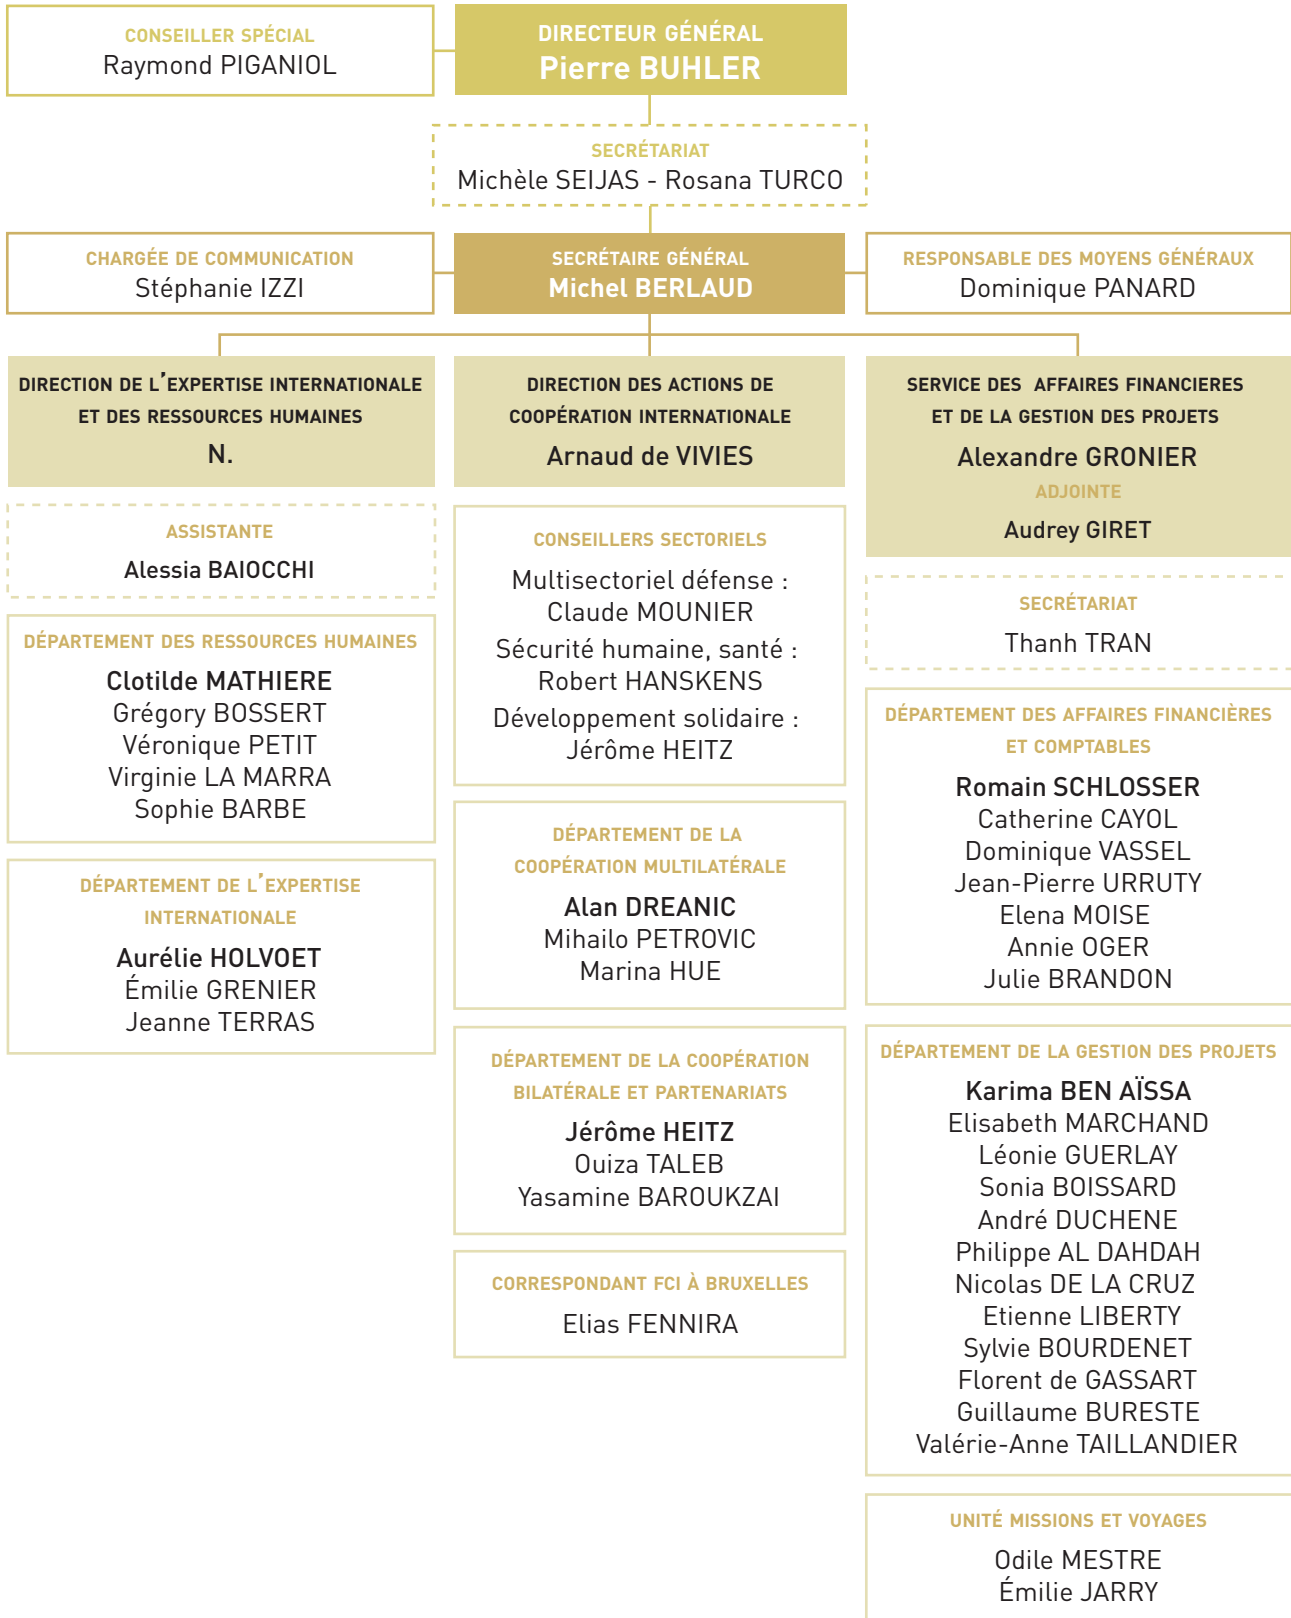 CONSEILLER SPÉCIAL
Raymond PIGANIOL
DIRECTEUR GÉNÉRAL
Pierre BUHLER
SECRÉTARIAT
Michèle SEIJAS - Rosana TURCO
CHARGÉE DE COMMUNICATION
Stéphanie IZZI
SECRÉTAIRE GÉNÉRAL
Michel BERLAUD
RESPONSABLE DES MOYENS GÉNÉRAUX
Dominique PANARD
DIRECTION DE L'EXPERTISE INTERNATIONALE
ET DES RESSOURCES HUMAINES
N.
ASSISTANTE
Alessia BAIOCCHI
DÉPARTEMENT DES RESSOURCES HUMAINES
Clotilde MATHIERE
Grégory BOSSERT
Véronique PETIT
Virginie LA MARRA
Sophie BARBE
DÉPARTEMENT DE L'EXPERTISE
INTERNATIONALE
Aurélie HOLVOET
Émilie GRENIER
Jeanne TERRAS
DIRECTION DES ACTIONS DE
COOPÉRATION INTERNATIONALE
Arnaud de VIVIES
CONSEILLERS SECTORIELS
Multisectoriel défense :
Claude MOUNIER
Sécurité humaine, santé :
Robert HANSKENS
Développement solidaire :
Jérôme HEITZ
DÉPARTEMENT DE LA
COOPÉRATION MULTILATÉRALE
Alan DREANIC
Mihailo PETROVIC
Marina HUE
DÉPARTEMENT DE LA COOPÉRATION
BILATÉRALE ET PARTENARIATS
Jérôme HEITZ
Ouiza TALEB
Yasamine BAROUKZAI
CORRESPONDANT FCI À BRUXELLES
Elias FENNIRA
SERVICE DES AFFAIRES FINANCIERES
ET DE LA GESTION DES PROJETS
Alexandre GRONIER
ADJOINTE
Audrey GIRET
SECRÉTARIAT
Thanh TRAN
DÉPARTEMENT DES AFFAIRES FINANCIÈRES
ET COMPTABLES
Romain SCHLOSSER
Catherine CAYOL
Dominique VASSEL
Jean-Pierre URRUTY
Elena MOISE
Annie OGER
Julie BRANDON
DÉPARTEMENT DE LA GESTION DES PROJETS
Karima BEN AÏSSA
Elisabeth MARCHAND
Léonie GUERLAY
Sonia BOISSARD
André DUCHENE
Philippe AL DAHDAH
Nicolas DE LA CRUZ
Etienne LIBERTY
Sylvie BOURDENET
Florent de GASSART
Guillaume BURESTE
Valérie-Anne TAILLANDIER
UNITÉ MISSIONS ET VOYAGES
Odile MESTRE
Émilie JARRY